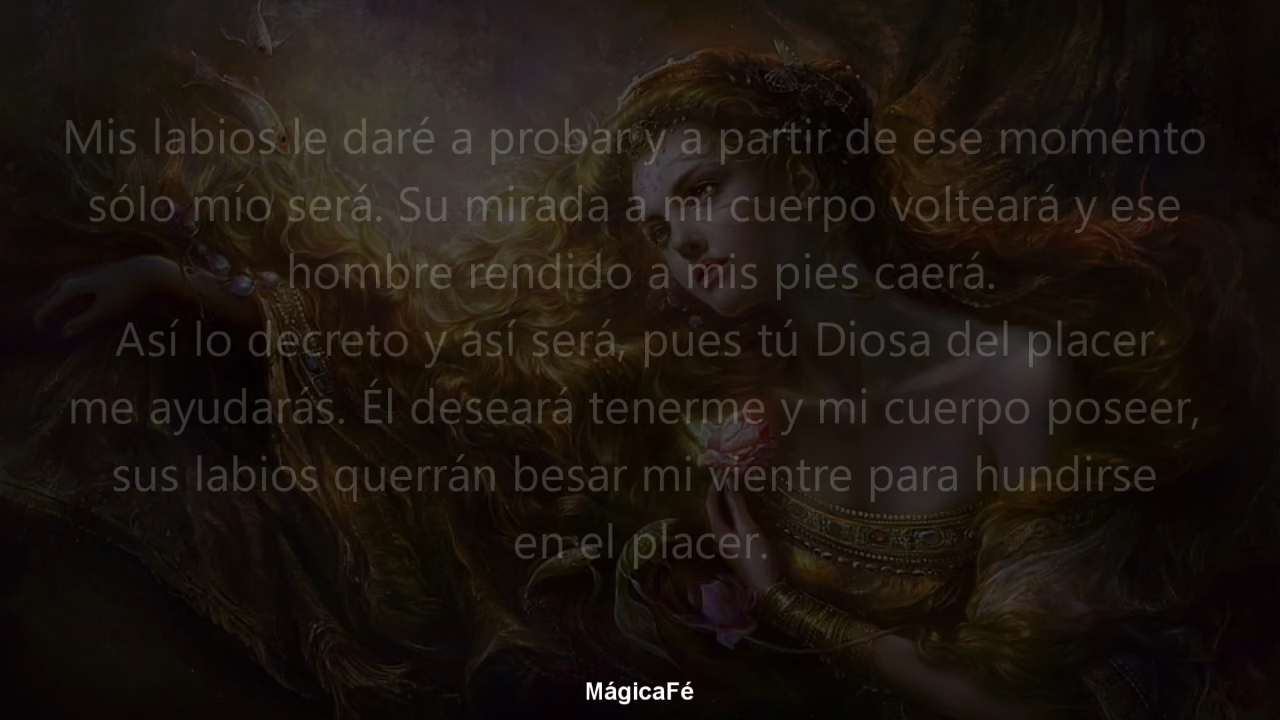 Mis labios le daré a probar y a partir de ese momento
sólo mío será. Su mirada a mi cuerpo volteará y ese
hombre rendido a mis pies caerá.
Así lo decreto y así será, pues tú Diosa del placer
me ayudarás. Él deseará tenerme y mi cuerpo poseer,
sus labios querrán besar mi vientre para hundirse
en el placer.
MágicaFé